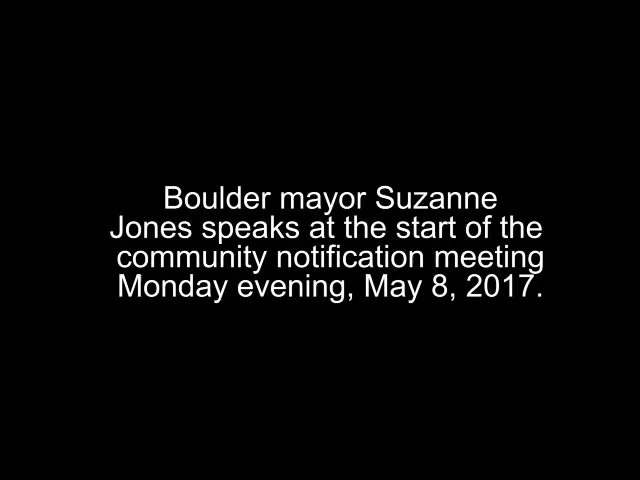 Boulder mayor Suzanne
Jones speaks at the start of the
community notification meeting
Monday evening, May 8, 2017.